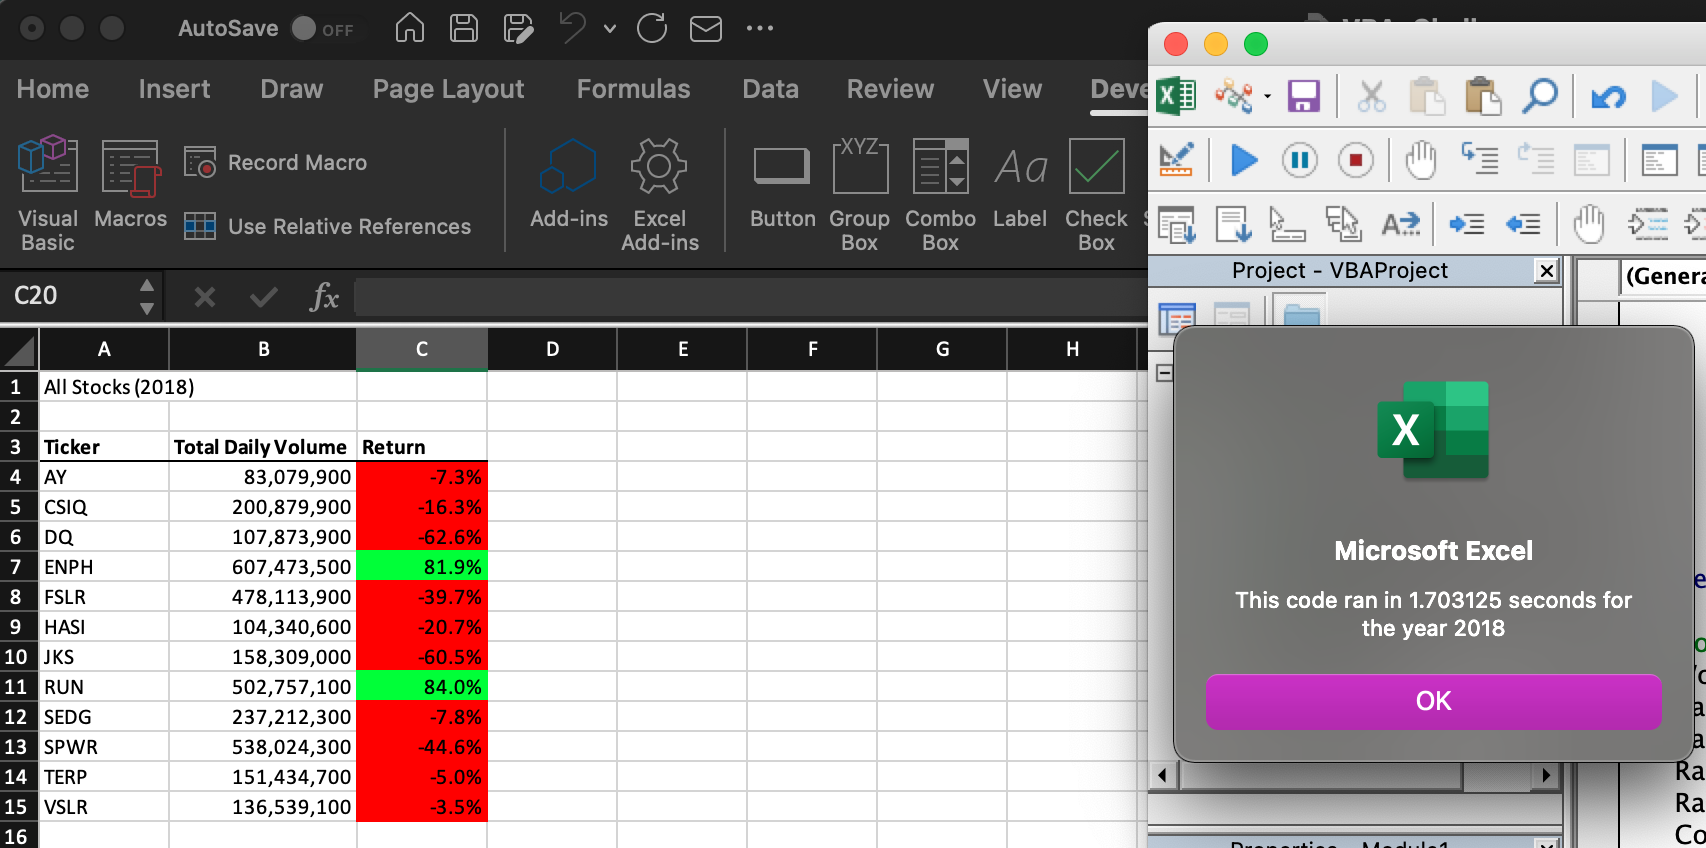 AutoSave OFF
Home Insert Draw Page Layout Formulas Data Review View Deve
Visual Basic
Macros
Record Macro
Use Relative References
Add-ins
Excel Add-ins
Button
Group Box
Combo Box
Aa
Label
Check Box
XYZ
C20
fx
A B C D E F G H
1 All Stocks (2018)
2
3 Ticker Total Daily Volume Return
4 AY 83,079,900 -7.3%
5 CSIQ 200,879,900 -16.3%
6 DQ 107,873,900 -62.6%
7 ENPH 607,473,500 81.9%
8 FSLR 478,113,900 -39.7%
9 HASI 104,340,600 -20.7%
10 JKS 158,309,000 -60.5%
11 RUN 502,757,100 84.0%
12 SEDG 237,212,300 -7.8%
13 SPWR 538,024,300 -44.6%
14 TERP 151,434,700 -5.0%
15 VSLR 136,539,100 -3.5%
16
Project - VBAProject
(Genera
X
Microsoft Excel
This code ran in 1.703125 seconds for
the year 2018
OK
Ra
Ra
Co
Properties - Module1